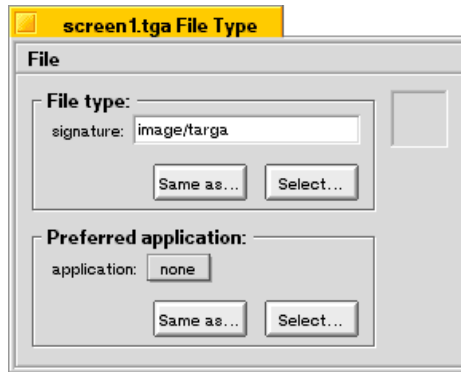 screen1.tga File Type
File
File type:
signature: image/targa
Same as... Select...
Preferred application:
application: none
Same as... Select...